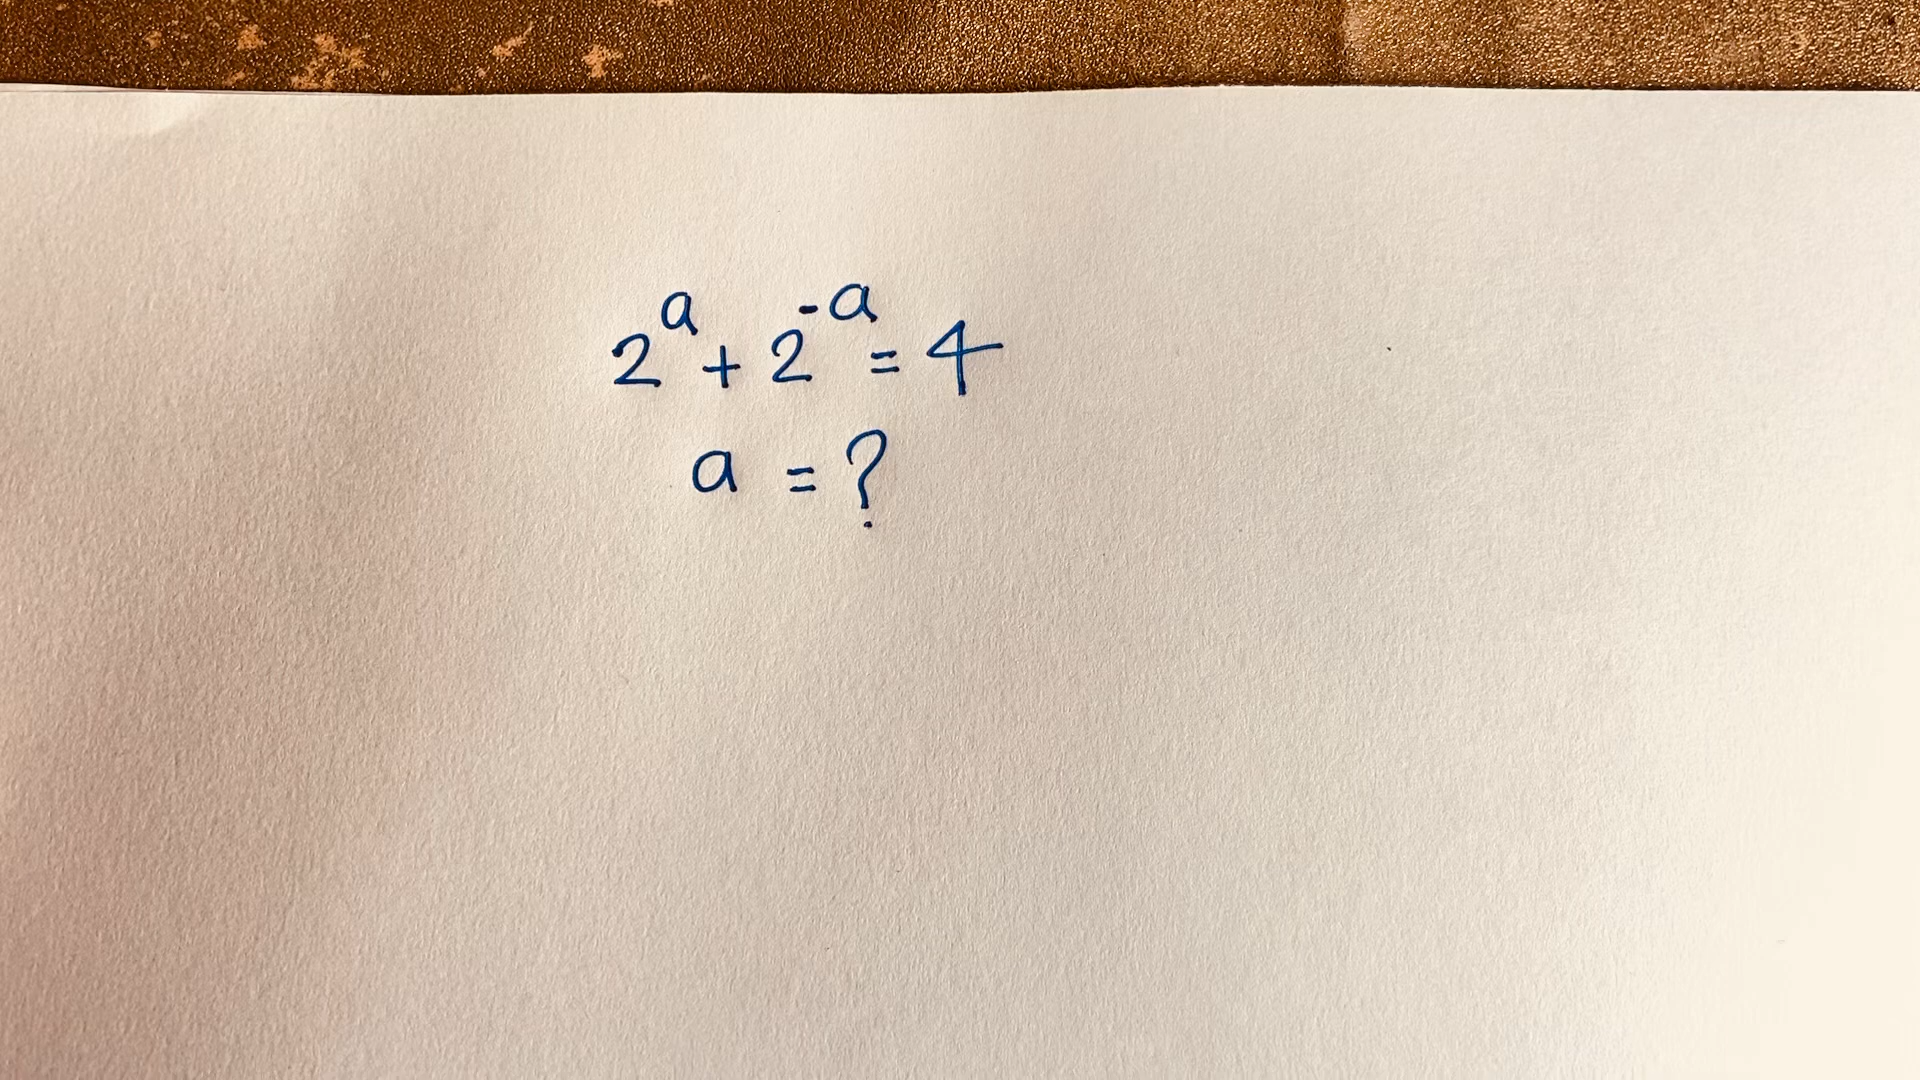 2^a + 2^-a = 4
a = ?